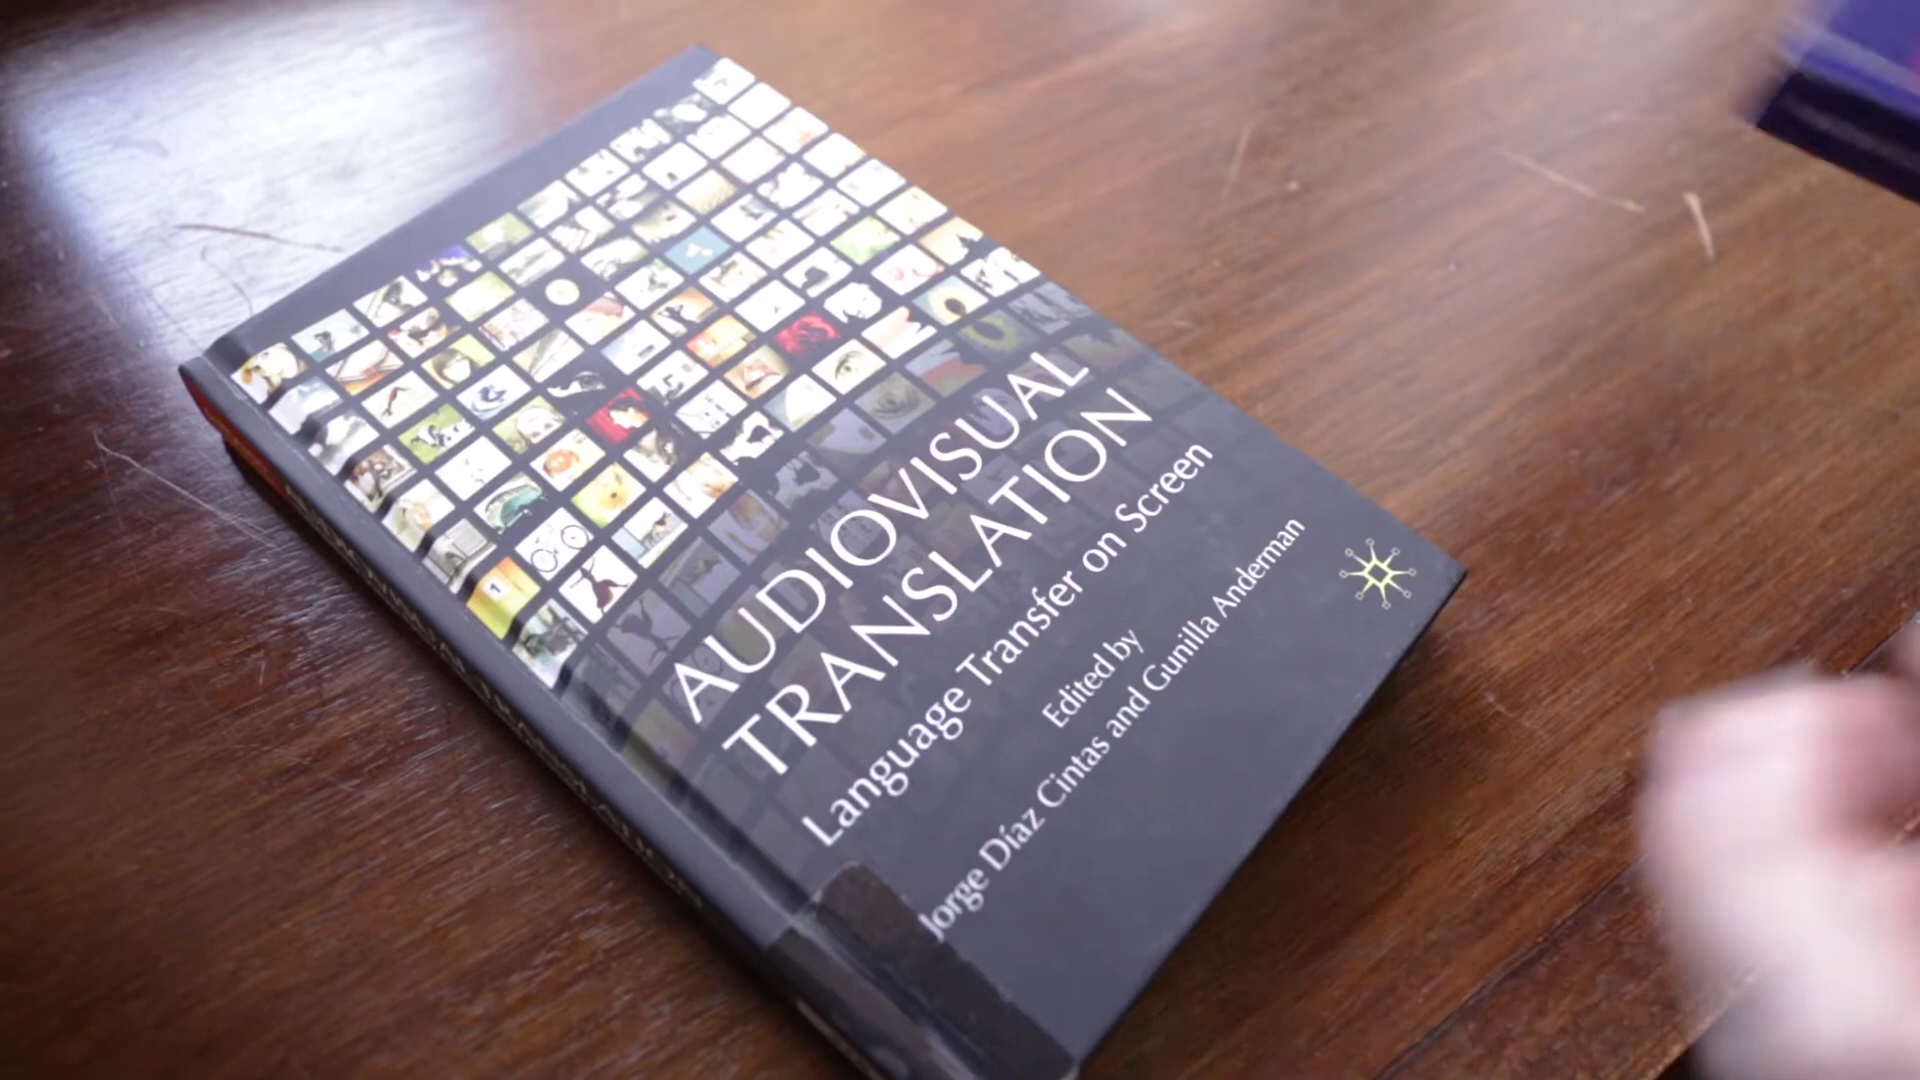 AUDIOVISUAL
TRANSLATION
Language Transfer on Screen
Edited by
Jorge Díaz Cintas and Gunilla Anderman